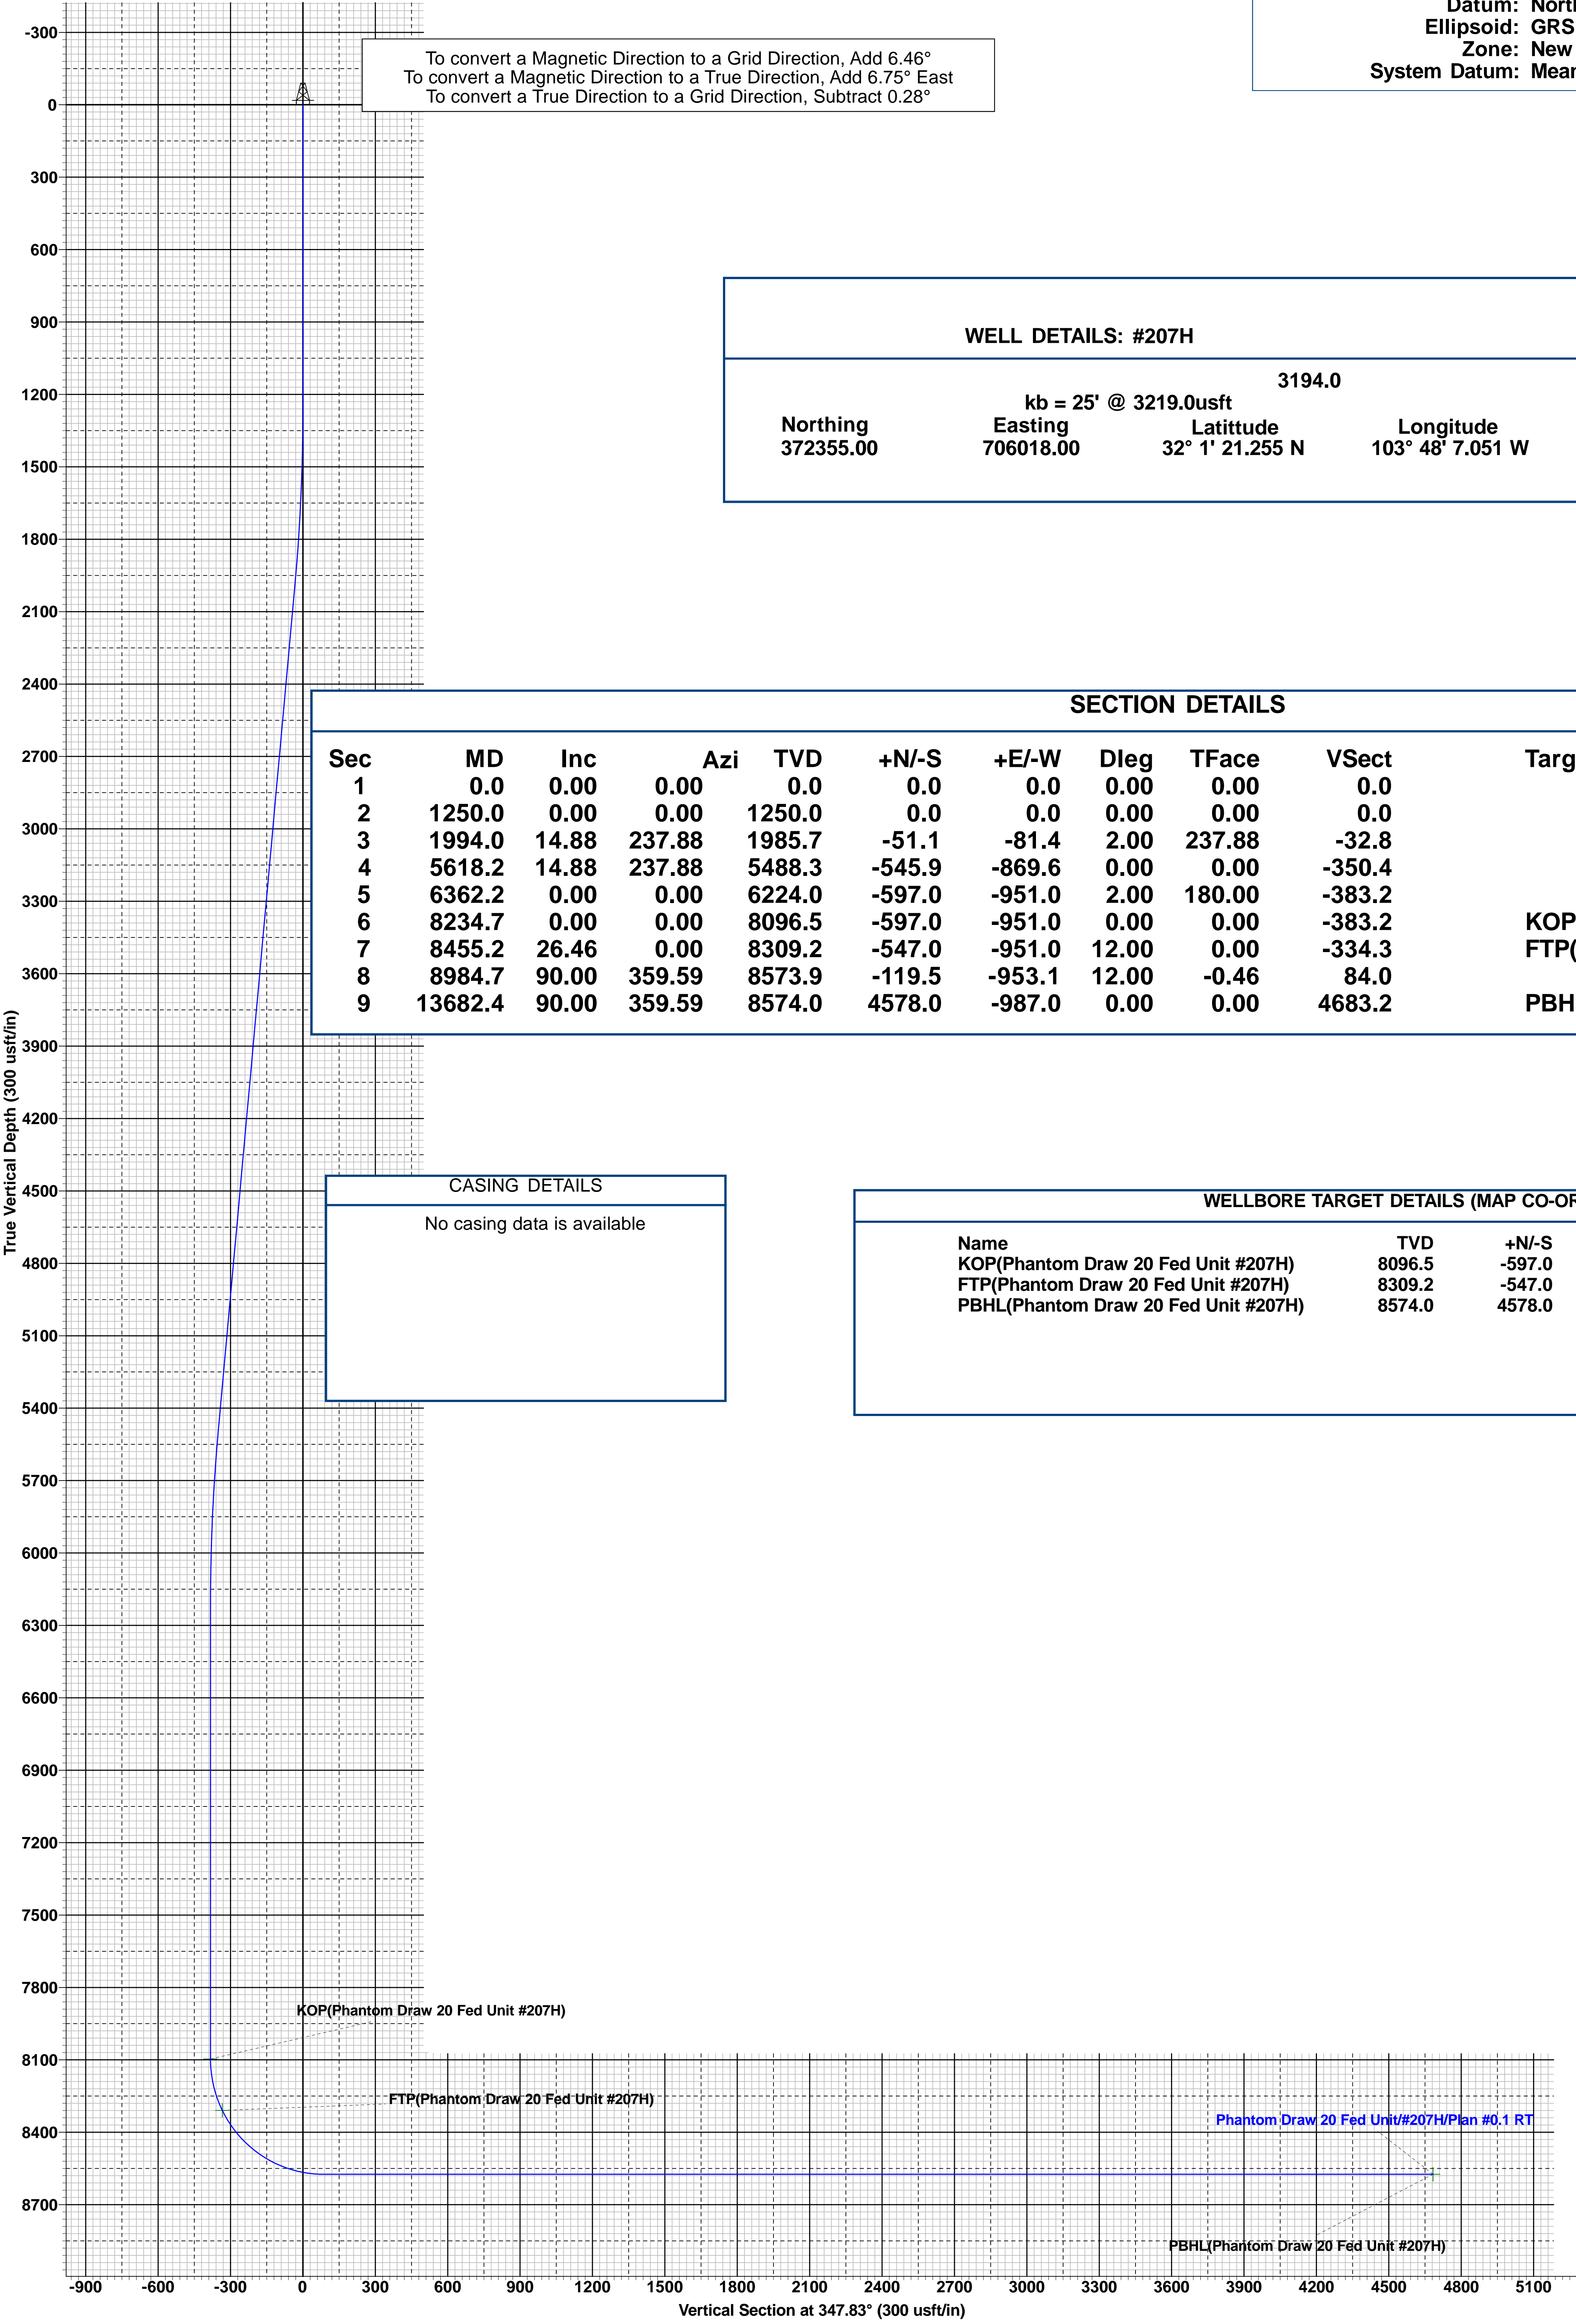 Datum:
Ellipsoid: GRS
Zone: New
System Datum:
To convert a Magnetic Direction to a Grid Direction, Add 6.46°
To convert a Magnetic Direction to a True Direction, Add 6.75° East
To convert a True Direction to a Grid Direction, Subtract 0.28°
WELL DETAILS: #207H
3194.0
kb = 25' @ 3219.0usft
Northing Easting Latittude Longitude
372355.00 706018.00 32° 1' 21.255 N 103° 48' 7.051 W
SECTION DETAILS
Sec MD Inc Azi TVD +N/-S +E/-W Dleg TFace VSect
1 0.0 0.00 0.00 0.0 0.0 0.0 0.00 0.00 0.0
2 1250.0 0.00 0.00 1250.0 0.0 0.0 0.00 0.00 0.0
3 1994.0 14.88 237.88 1985.7 -51.1 -81.4 2.00 237.88 -32.8
4 5618.2 14.88 237.88 5488.3 -545.9 -869.6 0.00 0.00 -350.4
5 6362.2 0.00 0.00 6224.0 -597.0 -951.0 2.00 180.00 -383.2
6 8234.7 0.00 0.00 8096.5 -597.0 -951.0 0.00 0.00 -383.2 KOP
7 8455.2 26.46 0.00 8309.2 -547.0 -951.0 12.00 0.00 -334.3 FTP(
8 8984.7 90.00 359.59 8573.9 -119.5 -953.1 12.00 -0.46 84.0
9 13682.4 90.00 359.59 8574.0 4578.0 -987.0 0.00 0.00 4683.2 PBH
CASING DETAILS
No casing data is available
WELLBORE TARGET DETAILS (MAP
Name TVD +N/-S
KOP(Phantom Draw 20 Fed Unit #207H) 8096.5 -597.0
FTP(Phantom Draw 20 Fed Unit #207H) 8309.2 -547.0
PBHL(Phantom Draw 20 Fed Unit #207H) 8574.0 4578.0
True Vertical Depth (300 usft/in)
-300
0
300
600
900
1200
1500
1800
2100
2400
2700
3000
3300
3600
3900
4200
4500
4800
5100
5400
5700
6000
6300
6600
6900
7200
7500
7800
8100
8400
8700
KOP(Phantom Draw 20 Fed Unit #207H)
FTP(Phantom Draw 20 Fed Unit #207H)
Phantom Draw 20 Fed Unit/#207H/Plan #0.1 RT
PBHL(Phantom Draw 20 Fed Unit #207H)
-900 -600 -300 0 300 600 900 1200 1500 1800 2100 2400 2700 3000 3300 3600 3900 4200 4500 4800 5100
Vertical Section at 347.83° (300 usft/in)